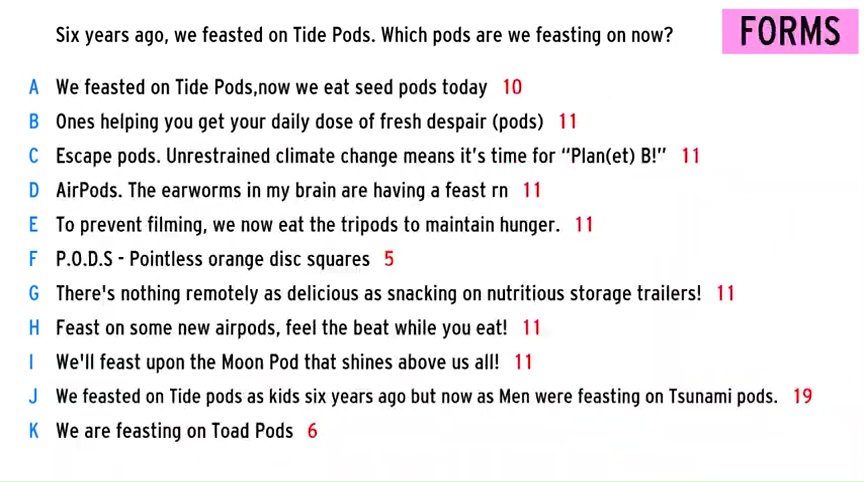 Six years ago, we feasted on Tide Pods. Which pods are we feasting on now?
FORMS
A We feasted on Tide Pods,now we eat seed pods today 10
B Ones helping you get your daily dose of fresh despair (pods) 11
C Escape pods. Unrestrained climate change means it's time for “Plan(et) B!” 11
D AirPods. The earworms in my brain are having a feast rn 11
E To prevent filming, we now eat the tripods to maintain hunger. 11
F P.O.D.S - Pointless orange disc squares 5
G There's nothing remotely as delicious as snacking on nutritious storage trailers! 11
H Feast on some new airpods, feel the beat while you eat! 11
I We'll feast upon the Moon Pod that shines above us all! 11
J We feasted on Tide pods as kids six years ago but now as Men were feasting on Tsunami pods. 19
K We are feasting on Toad Pods 6